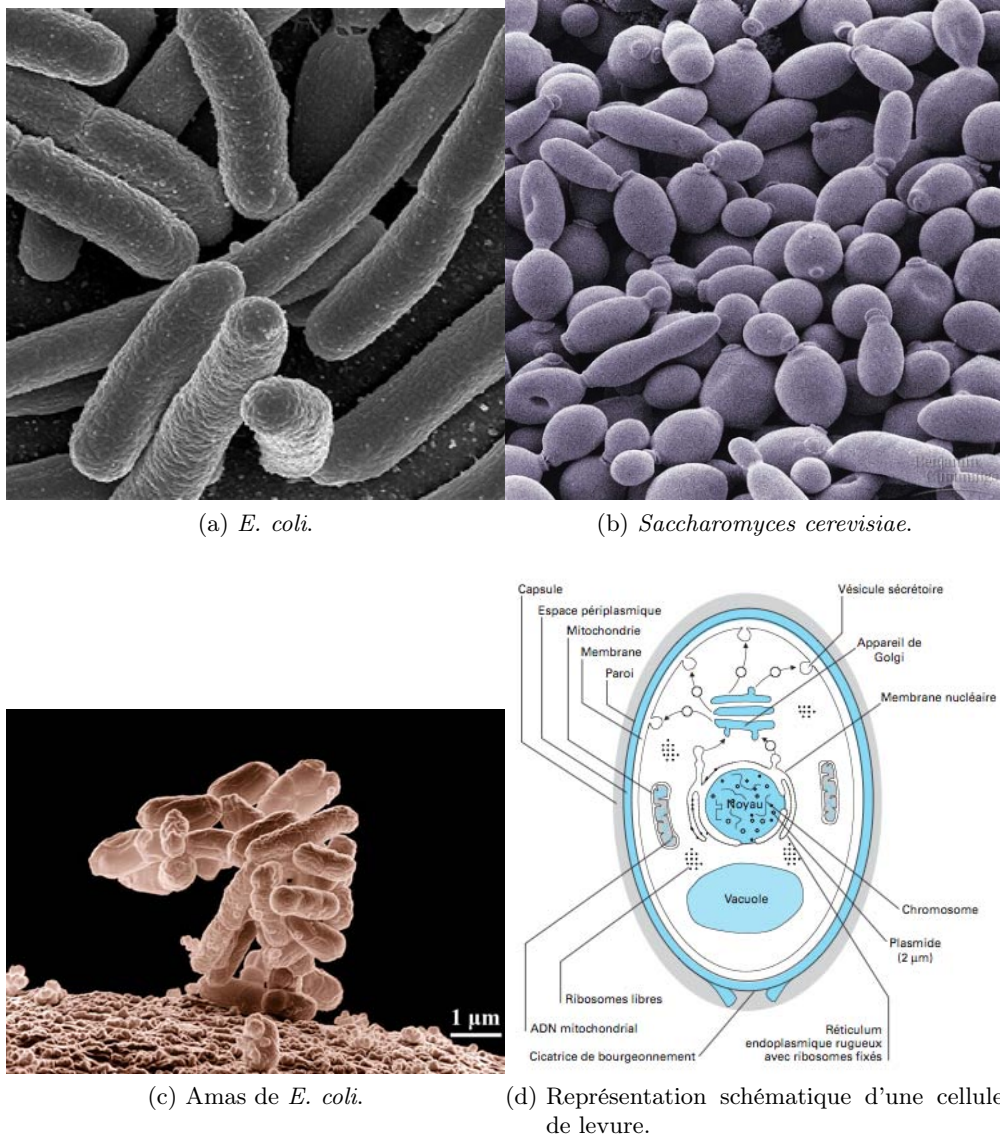 (a) E. coli.
(b) Saccharomyces cerevisiae.
Capsule
Espace périplasmique
Mitochondrie
Membrane
Paroi
Vésicule sécrétoire
Appareil de
Golgi
Membrane nucléaire
Noyau
Vacuole
Chromosome
Plasmide
(2 µm)
Ribosomes libres
ADN mitochondrial
Cicatrice de bourgeonnement
Réticulum
endoplasmique rugueux
avec ribosomes fixés
1 µm
(c) Amas de E. coli.
(d) Représentation schématique d'une cellule
de levure.